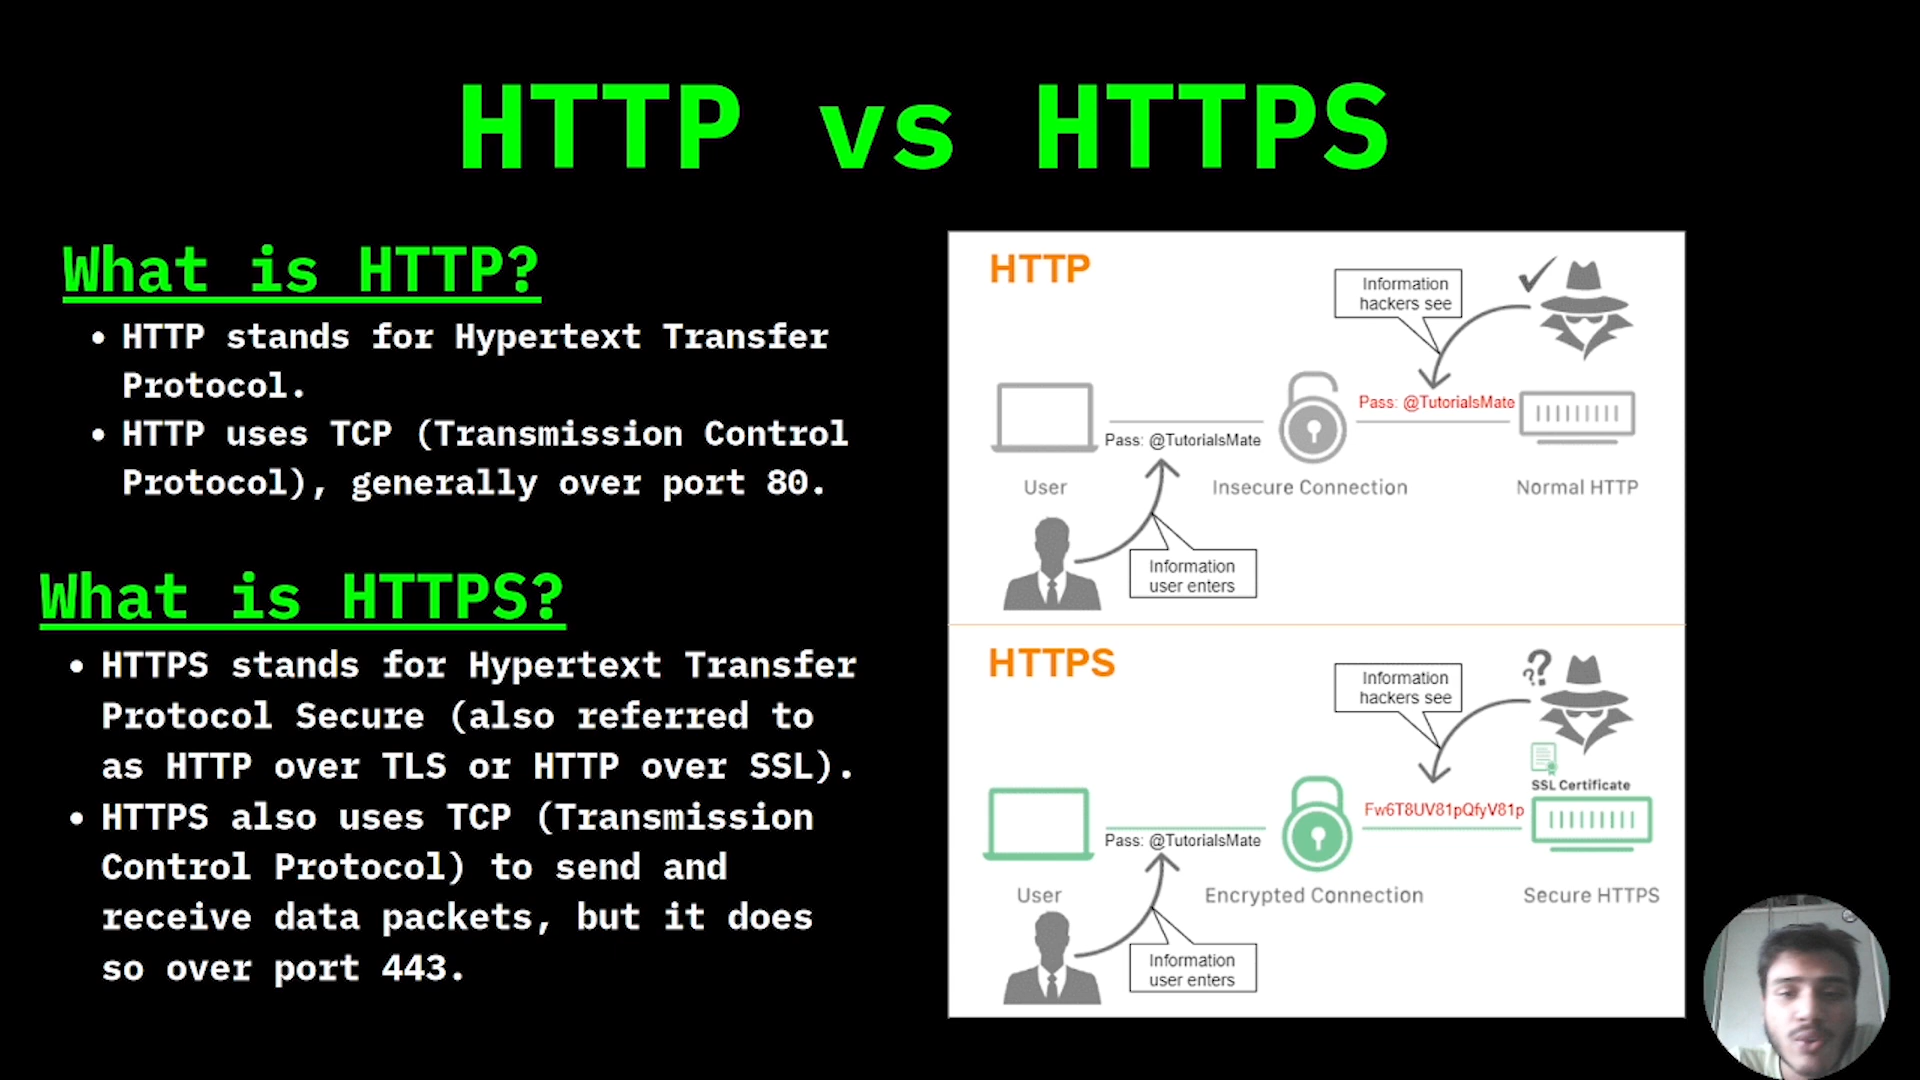 HTTP vs HTTPS
What is HTTP?
• HTTP stands for Hypertext Transfer
Protocol.
• HTTP uses TCP (Transmission Control
Protocol), generally over port 80.
What is HTTPS?
• HTTPS stands for Hypertext Transfer
Protocol Secure (also referred to
as HTTP over TLS or HTTP over SSL).
• HTTPS also uses TCP (Transmission
Control Protocol) to send and
receive data packets, but it does
so over port 443.
HTTP
Information
hackers see
Pass: @TutorialsMate
Pass: @TutorialsMate
User
Insecure Connection
Normal HTTP
Information
user enters
HTTPS
??
Information
hackers see
SSL Certificate
Fw6T8UV81pQfyV81p
Pass: @TutorialsMate
User
Encrypted Connection
Secure HTTPS
Information
user enters